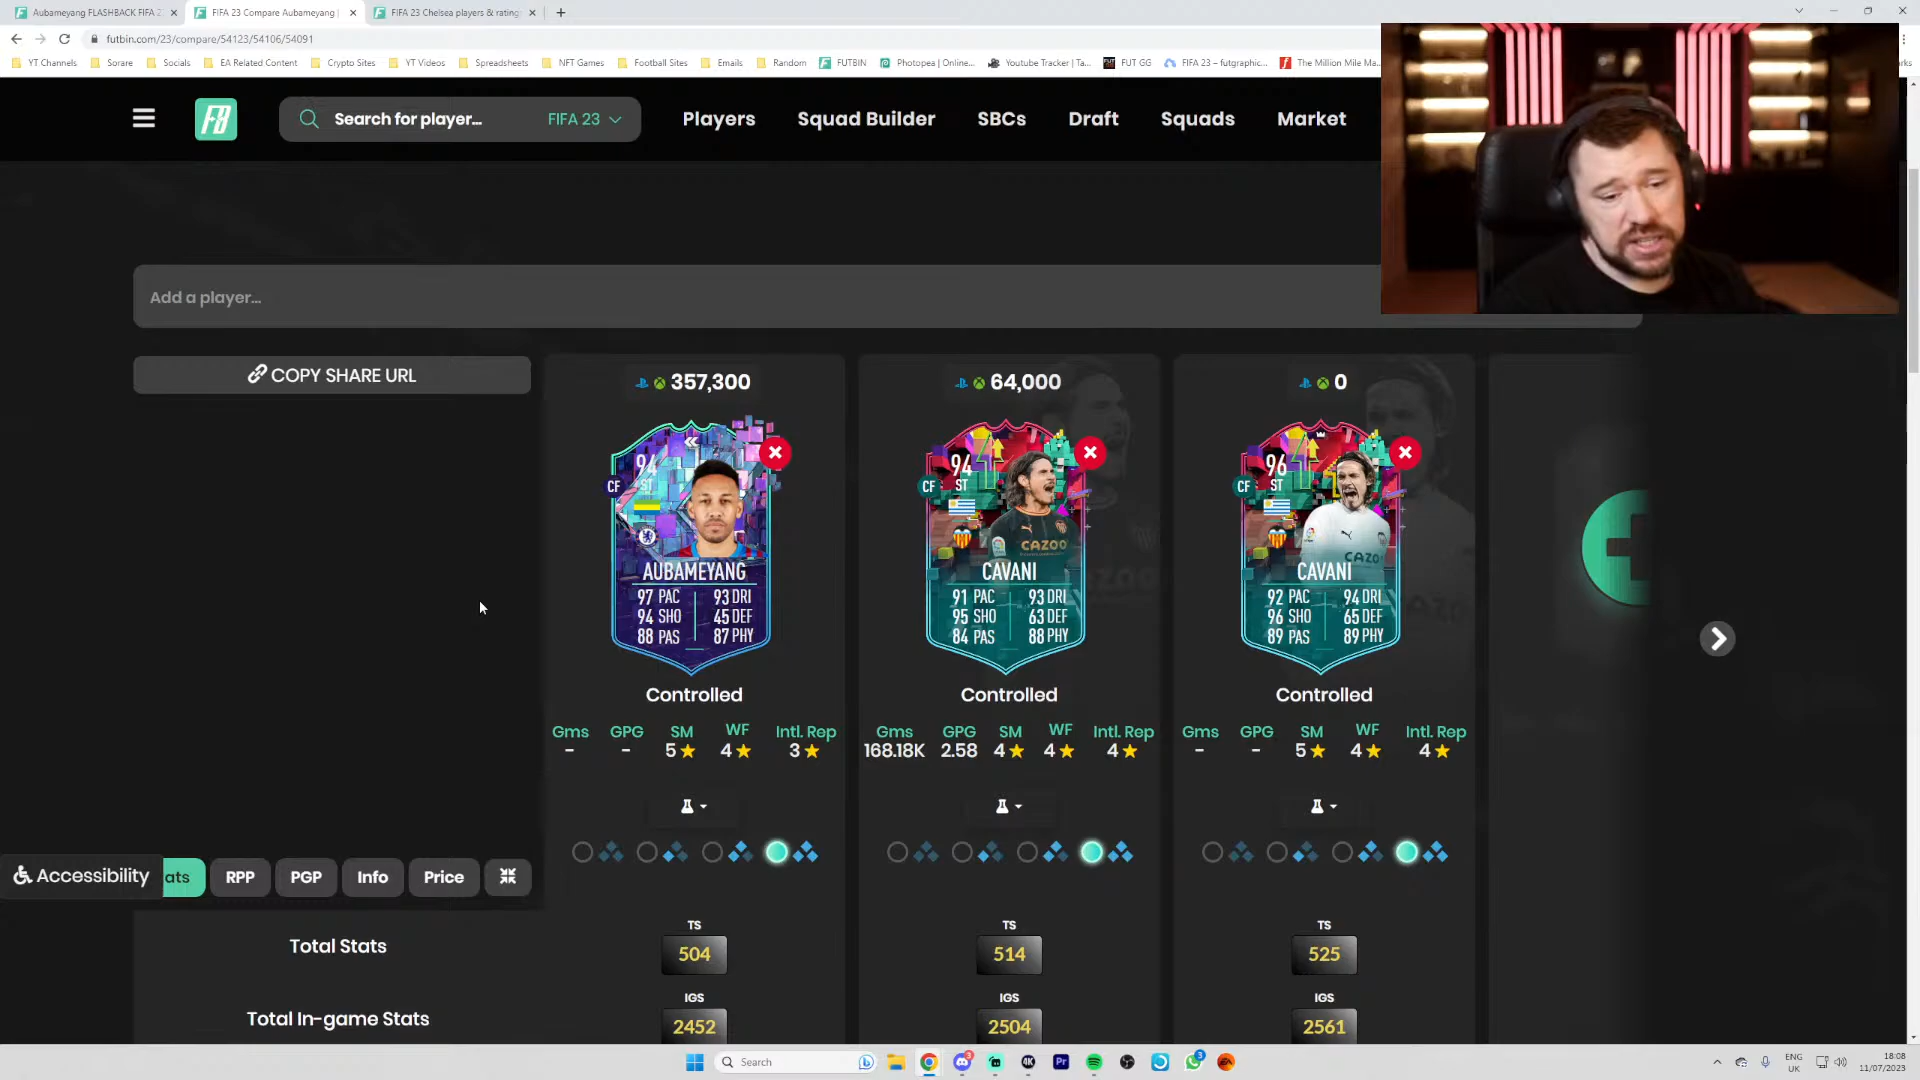 Aubameyang FLASHBACK FIFA 2
FIFA 23 Compare Aubameyang |
FIFA 23 Chelsea players & rating
futbin.com/23/compare/54123/54106/54091
YT Channels
Sorare
Socials
EA Related Content
Crypto Sites
YT Videos
Spreadsheets
NFT Games
Football Sites
Emails
Random
FUTBIN
Photopea | Online...
Youtube Tracker | Ta...
FUT GG
FIFA 23 – futgraphic...
The Million Mile Ma...
Search for player...
FIFA 23
Players
Squad Builder
SBCs
Draft
Squads
Market
Add a player...
COPY SHARE URL
357,300
64,000
0
94
ST
CF
AUBAMEYANG
97 PAC 93 DRI
94 SHO 45 DEF
88 PAS 87 PHY
94
ST
CF
CAZOO
CAVANI
91 PAC 93 DRI
95 SHO 63 DEF
84 PAS 88 PHY
96
ST
CF
CAZOO
CAVANI
92 PAC 94 DRI
96 SHO 65 DEF
89 PAS 89 PHY
Controlled
Controlled
Controlled
Gms GPG SM WF Intl. Rep
- - 5 4 3
Gms GPG SM WF Intl. Rep
168.18K 2.58 4 4 4
Gms GPG SM WF Intl. Rep
- - 5 4 4
Accessibility
ats
RPP
PGP
Info
Price
Total Stats
TS
504
TS
514
TS
525
Total In-game Stats
IGS
2452
IGS
2504
IGS
2561
Search
3
Pr
4K
3
EA
ENG
UK
18:08
11/07/2023